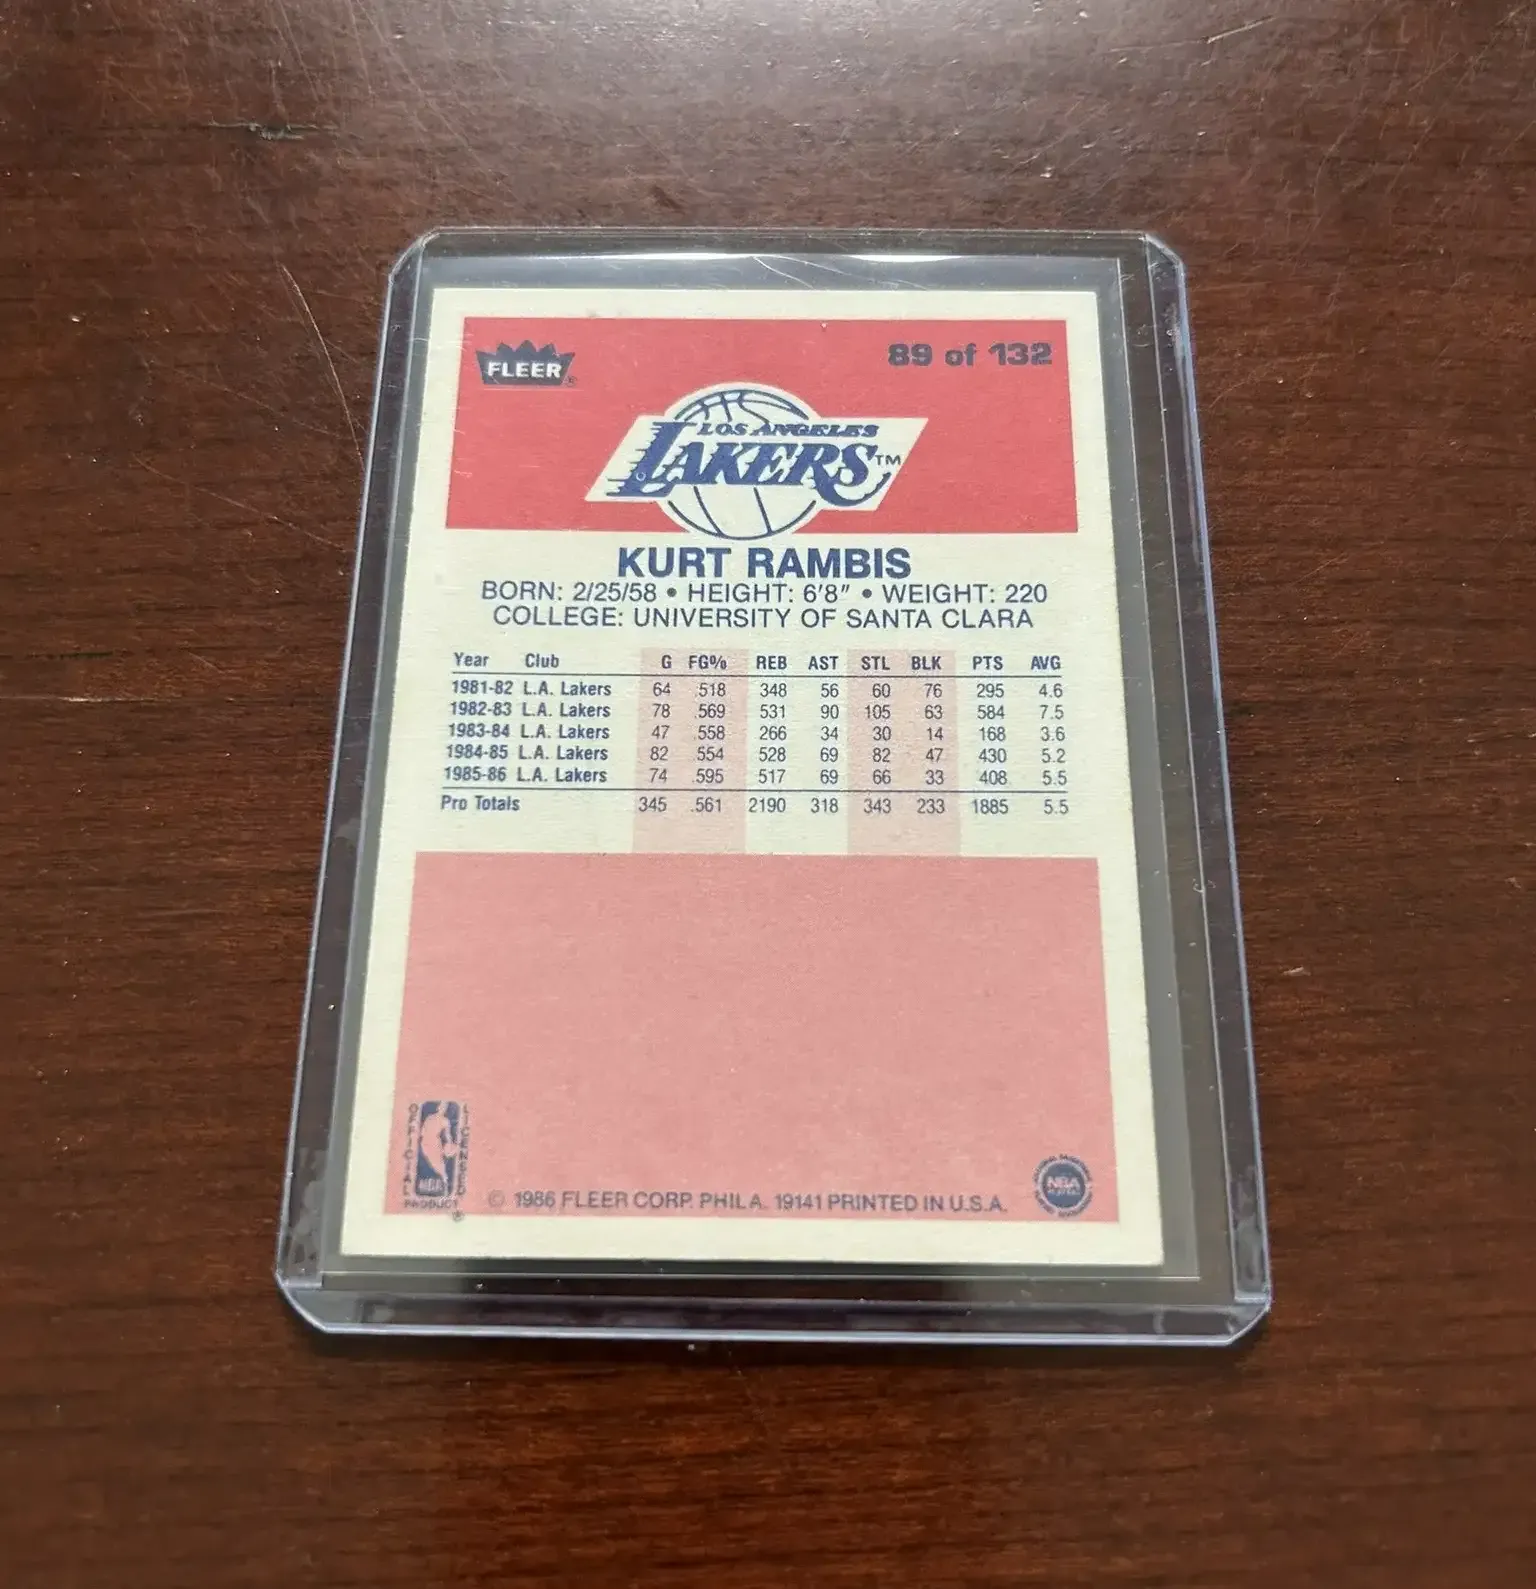 FLEER®
89 of 132
LOS ANGELES
LAKERS™
KURT RAMBIS
BORN: 2/25/58 • HEIGHT: 6'8" • WEIGHT: 220
COLLEGE: UNIVERSITY OF SANTA CLARA
Year Club G FG% REB AST STL BLK PTS AVG
1981-82 L.A. Lakers 64 .518 348 56 60 76 295 4.6
1982-83 L.A. Lakers 78 .569 531 90 105 63 584 7.5
1983-84 L.A. Lakers 47 .558 266 34 30 14 168 3.6
1984-85 L.A. Lakers 82 .554 528 69 82 47 430 5.2
1985-86 L.A. Lakers 74 .595 517 69 66 33 408 5.5
Pro Totals 345 .561 2190 318 343 233 1885 5.5
OFFICIAL
LICENSED
NBA
PRODUCT®
© 1986 FLEER CORP. PHILA. 19141 PRINTED IN U.S.A.
NBA